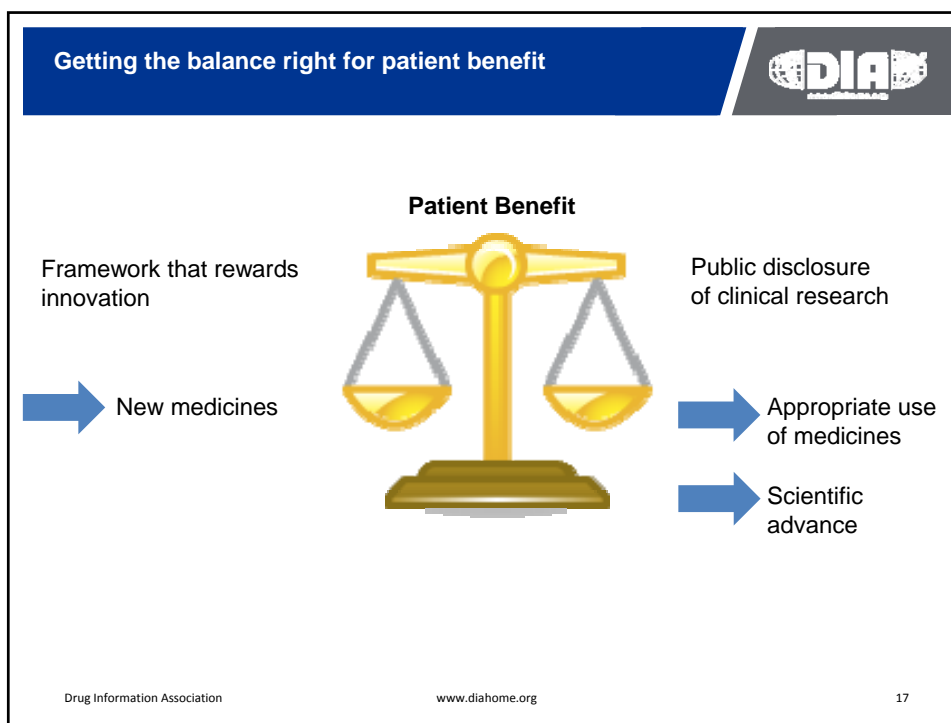 Getting the balance right for patient benefit
DIA
Patient Benefit
Framework that rewards
innovation
New medicines
Public disclosure
of clinical research
Appropriate use
of medicines
Scientific
advance
Drug Information Association
www.diahome.org
17